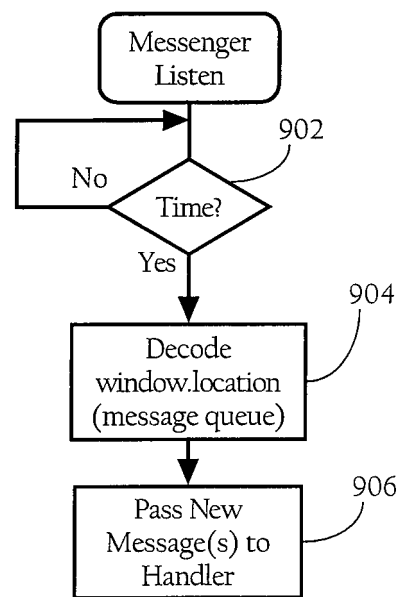 Messenger
Listen
902
No
Time?
Yes
904
Decode
window.location
(message queue)
906
Pass New
Message(s) to
Handler